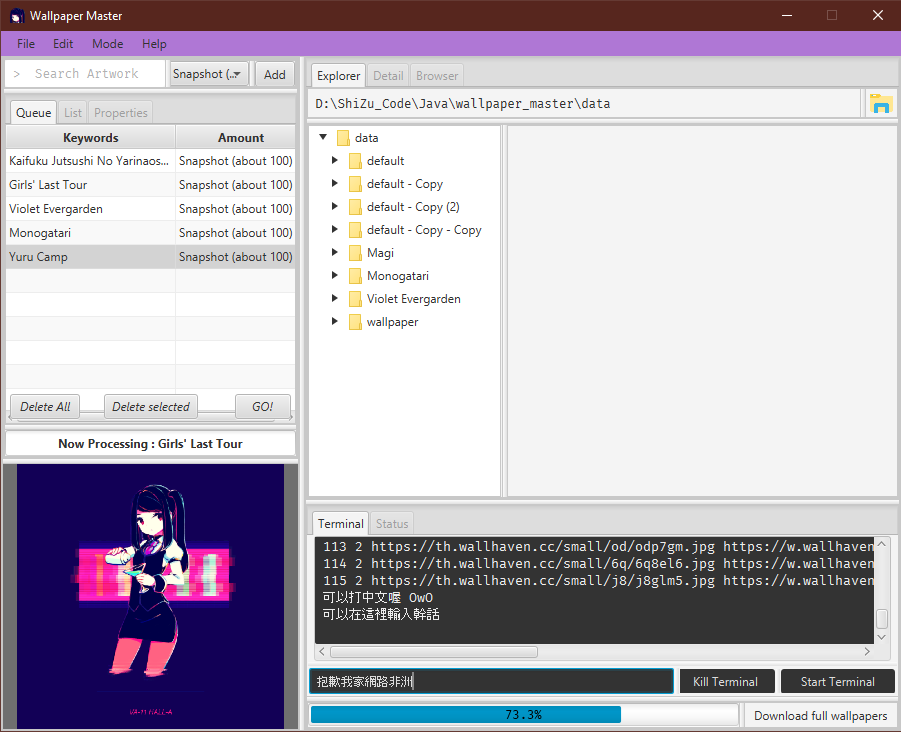 Wallpaper Master
File Edit Mode Help
> Search Artwork Snapshot (... Add
Queue List Properties
Keywords Amount
Kaifuku Jutsushi No Yarinaos... Snapshot (about 100)
Girls' Last Tour Snapshot (about 100)
Violet Evergarden Snapshot (about 100)
Monogatari Snapshot (about 100)
Yuru Camp Snapshot (about 100)
Delete All Delete selected GO!
Now Processing : Girls' Last Tour
VA-11 HALL-A
Explorer Detail Browser
D:\ShiZu_Code\Java\wallpaper_master\data
data
default
default - Copy
default - Copy (2)
default - Copy - Copy
Magi
Monogatari
Violet Evergarden
wallpaper
Terminal Status
113 2 https://th.wallhaven.cc/small/od/odp7gm.jpg https://w.wallhaven
114 2 https://th.wallhaven.cc/small/6q/6q8el6.jpg https://w.wallhaven
115 2 https://th.wallhaven.cc/small/j8/j8glm5.jpg https://w.wallhaven
可以打中文喔 OwO
可以在這裡輸入幹話
抱歉我家網路非洲 Kill Terminal Start Terminal
73.3% Download full wallpapers